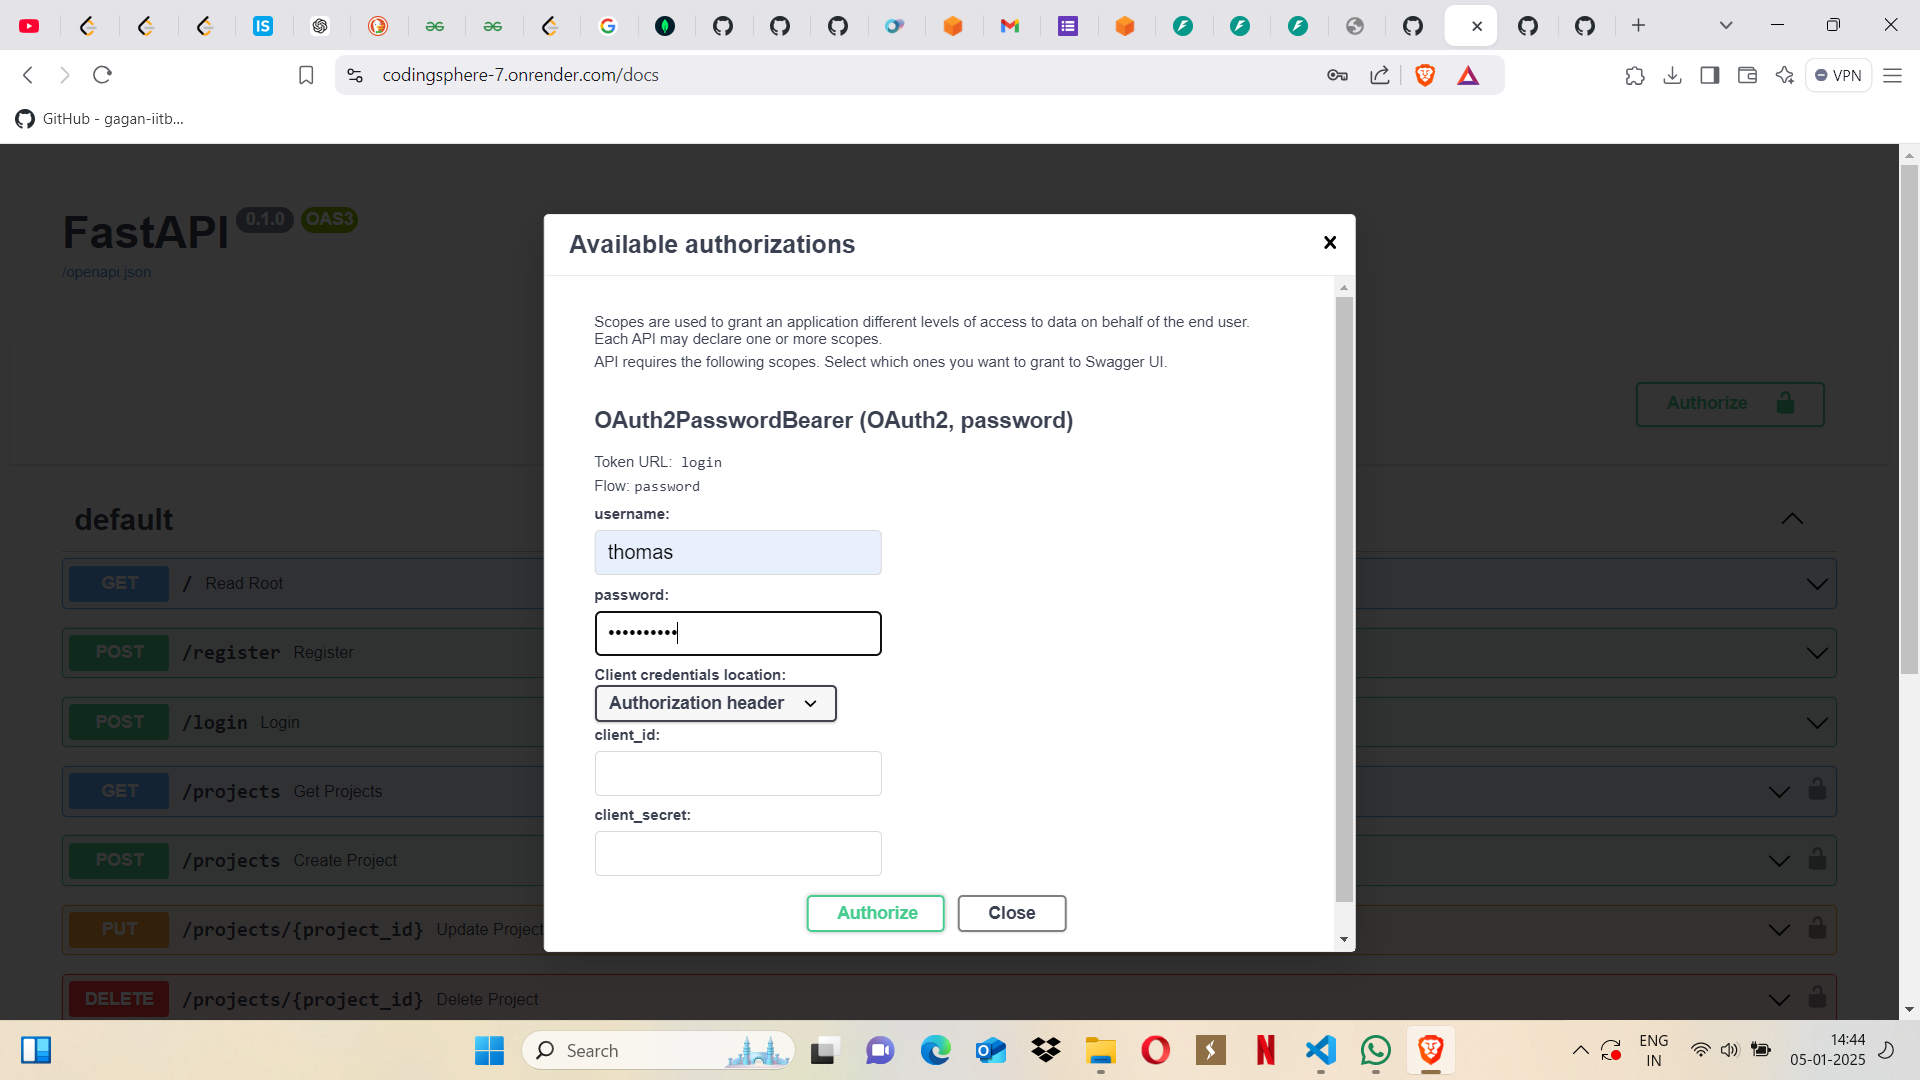 codingsphere-7.onrender.com/docs
VPN
GitHub - gagan-iitb...
FastAPI 0.1.0 OAS3
/openapi.json
Authorize
Available authorizations
Scopes are used to grant an application different levels of access to data on behalf of the end user.
Each API may declare one or more scopes.
API requires the following scopes. Select which ones you want to grant to Swagger UI.
OAuth2PasswordBearer (OAuth2, password)
Token URL: login
Flow: password
username:
thomas
password:
••••••••••
Client credentials location:
Authorization header
client_id:
client_secret:
Authorize Close
default
GET / Read Root
POST /register Register
POST /login Login
GET /projects Get Projects
POST /projects Create Project
PUT /projects/{project_id} Update Project
DELETE /projects/{project_id} Delete Project
Search
ENG
IN
14:44
05-01-2025